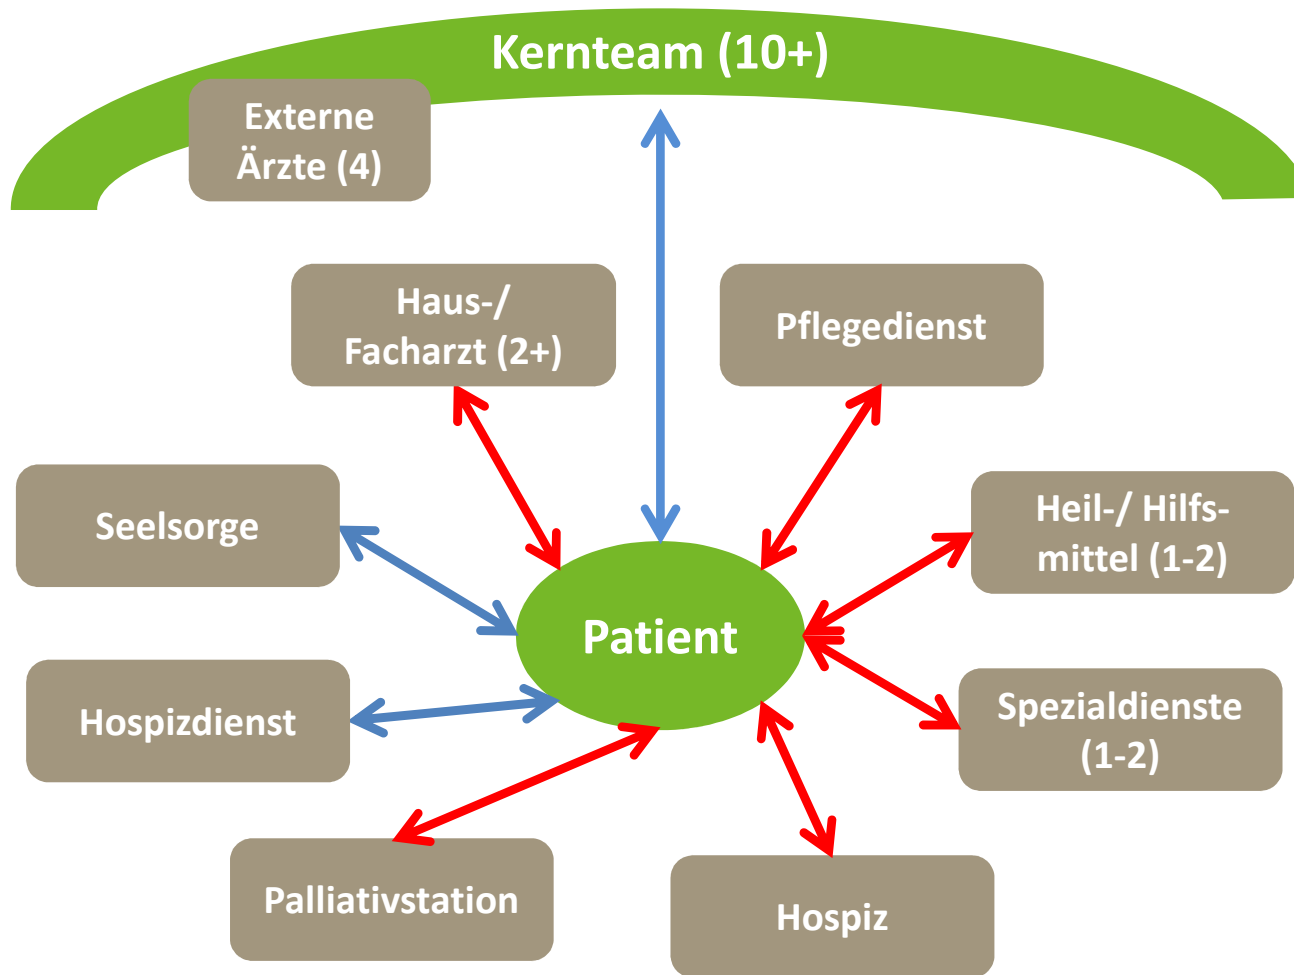 Kernteam (10+)
Externe
Ärzte (4)
Haus-/
Facharzt (2+)
Pflegedienst
Seelsorge
Heil-/ Hilfs-
mittel (1-2)
Patient
Hospizdienst
Spezialdienste
(1-2)
Palliativstation
Hospiz